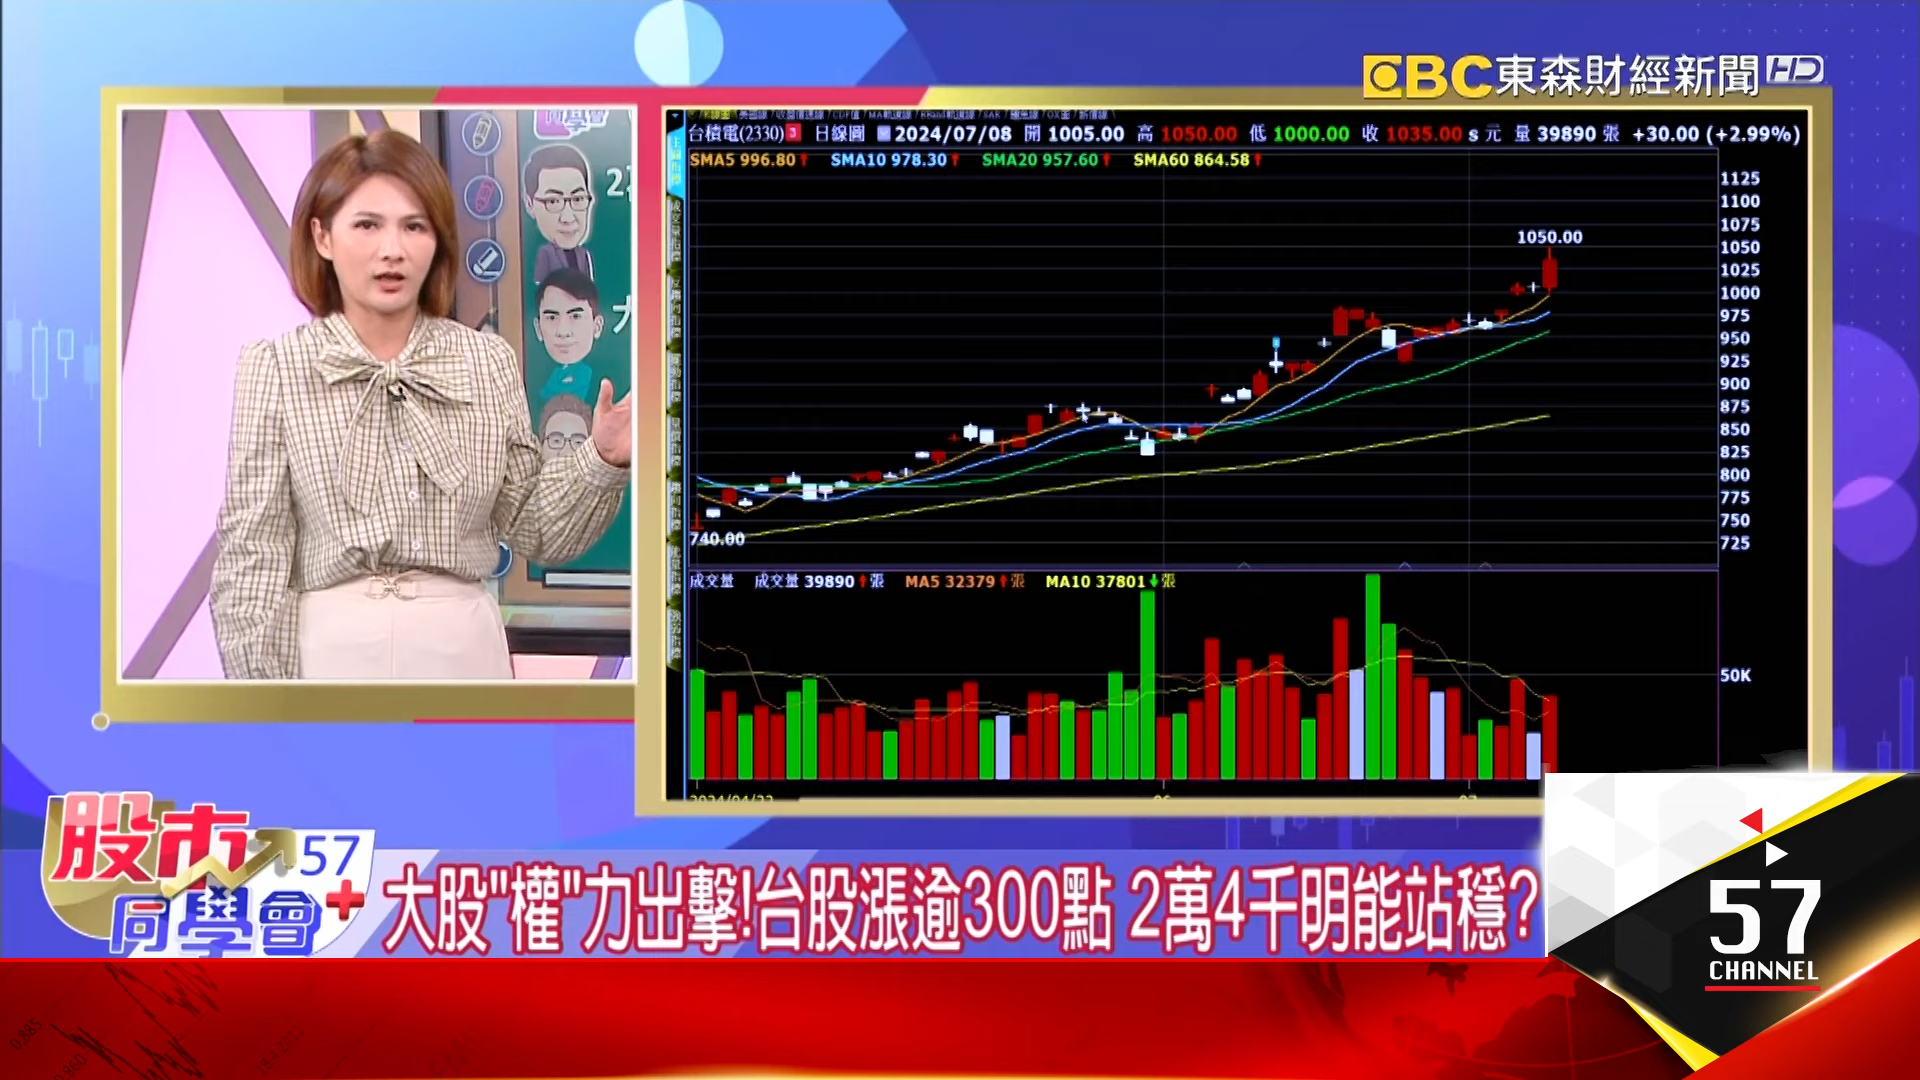 EBC東森財經新聞HD
台積電(2330) 3 日線圖 2024/07/08 開 1005.00 高 1050.00 低 1000.00 收 1035.00 s 元 量 39890 張 +30.00 (+2.99%)
SMA5 996.80↑ SMA10 978.30↑ SMA20 957.60↑ SMA60 864.58↑
1125
1100
1075
1050.00
1050
1025
1000
975
950
925
900
875
850
825
800
775
750
740.00
725
成交量 成交量 39890↑張 MA5 32379↑張 MA10 37801↓張
50K
股市 57
同學會+
大股"權"力出擊!台股漲逾300點 2萬4千明能站穩?
57
CHANNEL